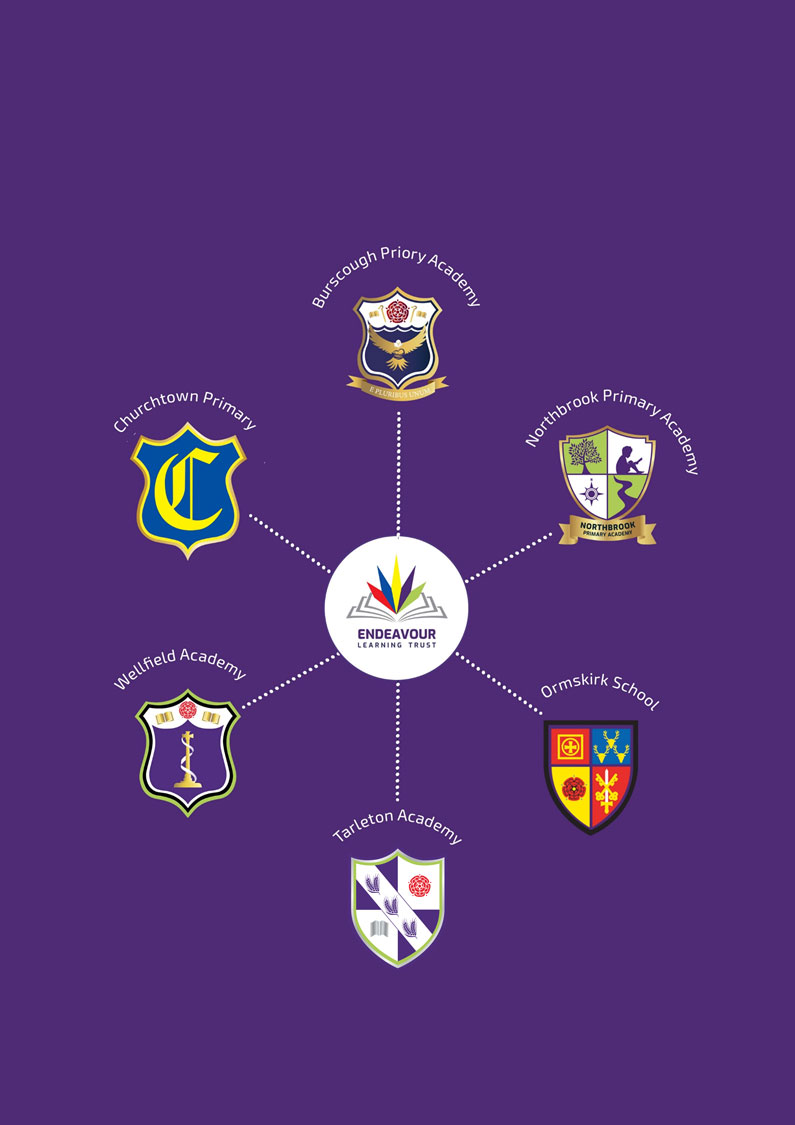 Burscough Priory Academy
E PLURIBUS UNUM
Churchtown Primary
C
Northbrook Primary Academy
NORTHBROOK
PRIMARY ACADEMY
ENDEAVOUR
LEARNING TRUST
Wellfield Academy
Ormskirk School
Tarleton Academy